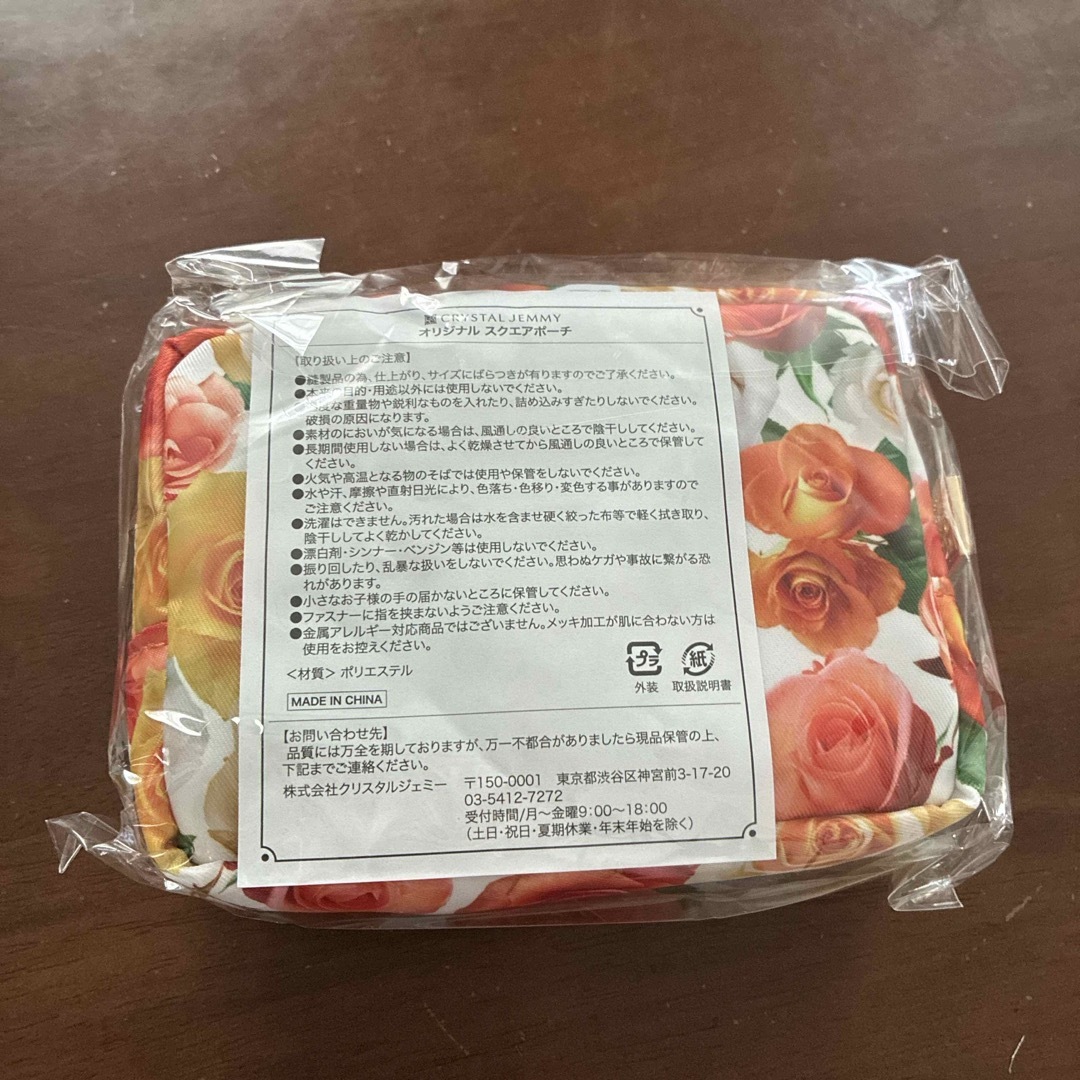 CRYSTAL JEMMY
オリジナル スクエアポーチ
【取り扱い上のご注意】
●縫製品の為、仕上がり、サイズにばらつきが有りますのでご了承ください。
●本来の目的・用途以外には使用しないでください。
●過度な重量物や鋭利なものを入れたり、詰め込みすぎたりしないでください。
破損の原因になります。
●素材のにおいが気になる場合は、風通しの良いところで陰干ししてください。
●長期間使用しない場合は、よく乾燥させてから風通しの良いところで保管して
ください。
●火気や高温となる物のそばでは使用や保管をしないでください。
●水や汗、摩擦や直射日光により、色落ち・色移り・変色する事がありますので
ご注意ください。
●洗濯はできません。汚れた場合は水を含ませ硬く絞った布等で軽く拭き取り、
陰干ししてよく乾かしてください。
●漂白剤・シンナー・ベンジン等は使用しないでください。
●振り回したり、乱暴な扱いをしないでください。思わぬケガや事故に繋がる恐
れがあります。
●小さなお子様の手の届かないところに保管してください。
●ファスナーに指を挟まないようご注意ください。
●金属アレルギー対応商品ではございません。メッキ加工が肌に合わない方は
使用をお控えください。
<材質> ポリエステル
プラ 紙
外装 取扱説明書
MADE IN CHINA
【お問い合わせ先】
品質には万全を期しておりますが、万一不都合がありましたら現品保管の上、
下記までご連絡ください。
株式会社クリスタルジェミー 〒150-0001 東京都渋谷区神宮前3-17-20
03-5412-7272
受付時間/月〜金曜9:00〜18:00
(土日・祝日・夏期休業・年末年始を除く)